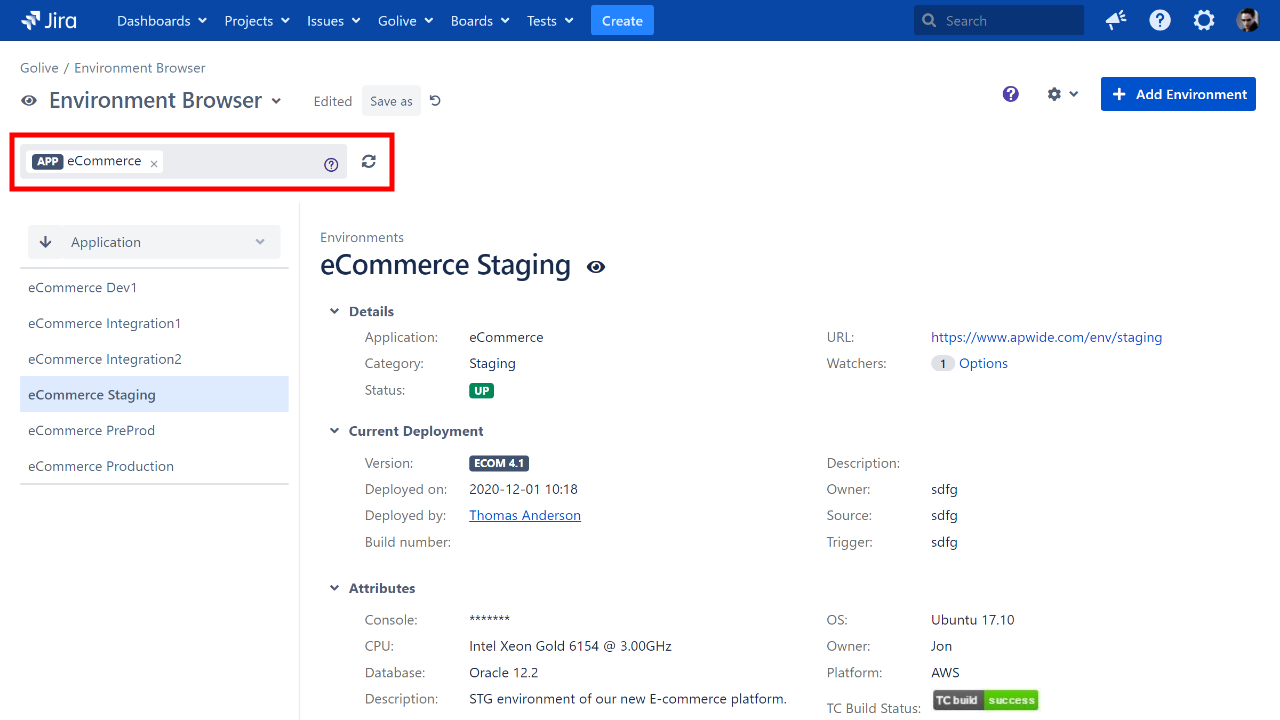 Jira Dashboards Projects Issues Golive Boards Tests Create Search
Golive / Environment Browser
Environment Browser Edited Save as Add Environment
APP eCommerce ×
Application
eCommerce Dev1
eCommerce Integration1
eCommerce Integration2
eCommerce Staging
eCommerce PreProd
eCommerce Production
Environments
eCommerce Staging
Details
Application: eCommerce URL: https://www.apwide.com/env/staging
Category: Staging Watchers: 1 Options
Status: UP
Current Deployment
Version: ECOM 4.1 Description:
Deployed on: 2020-12-01 10:18 Owner: sdfg
Deployed by: Thomas Anderson Source: sdfg
Build number: Trigger: sdfg
Attributes
Console: ******* OS: Ubuntu 17.10
CPU: Intel Xeon Gold 6154 @ 3.00GHz Owner: Jon
Database: Oracle 12.2 Platform: AWS
Description: STG environment of our new E-commerce platform. TC Build Status: TC build success